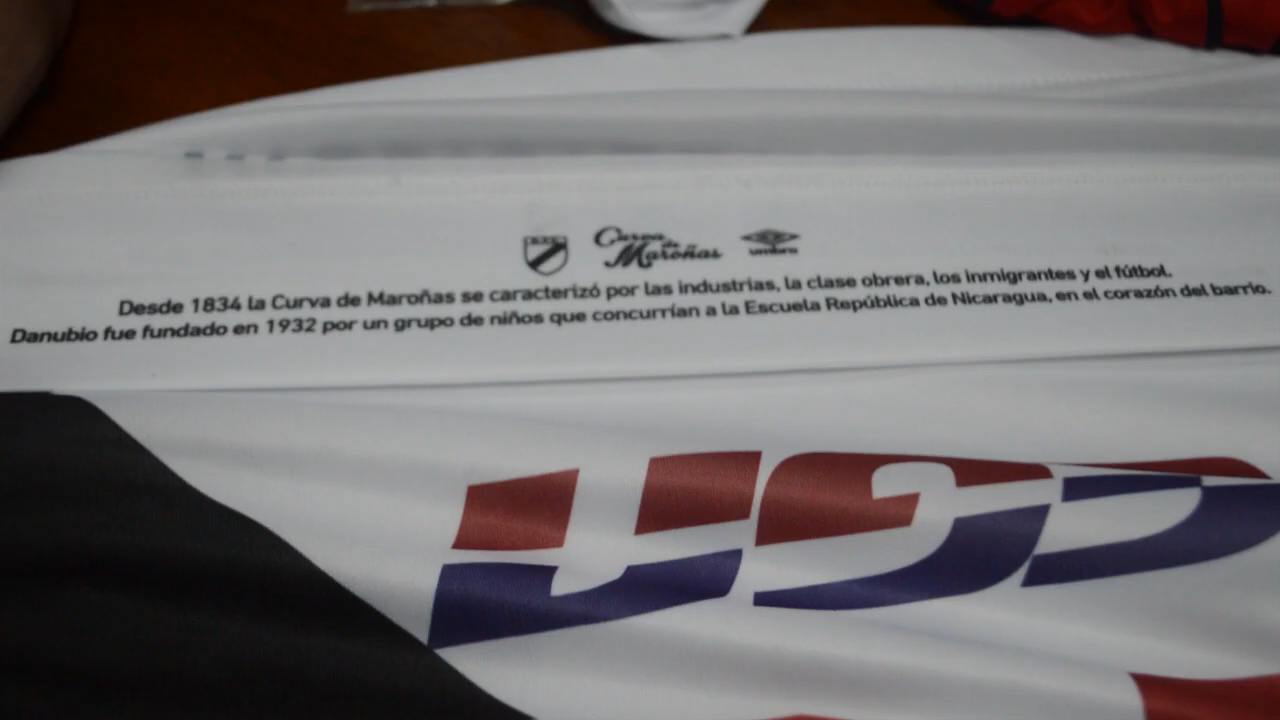 Curva de Maroñas
umbro
Desde 1834 la Curva de Maroñas se caracterizó por las industrias, la clase obrera, los inmigrantes y el fútbol.
Danubio fue fundado en 1932 por un grupo de niños que concurrían a la Escuela República de Nicaragua, en el corazón del barrio.